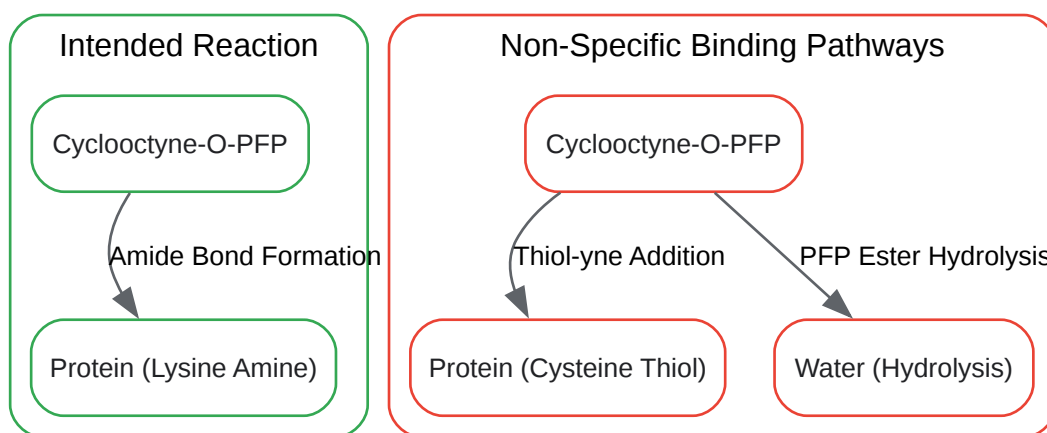 Intended Reaction
Cyclooctyne-O-PFP
Amide Bond Formation
Protein (Lysine Amine)
Non-Specific Binding Pathways
Cyclooctyne-O-PFP
Thiol-yne Addition
PFP Ester Hydrolysis
Protein (Cysteine Thiol)
Water (Hydrolysis)